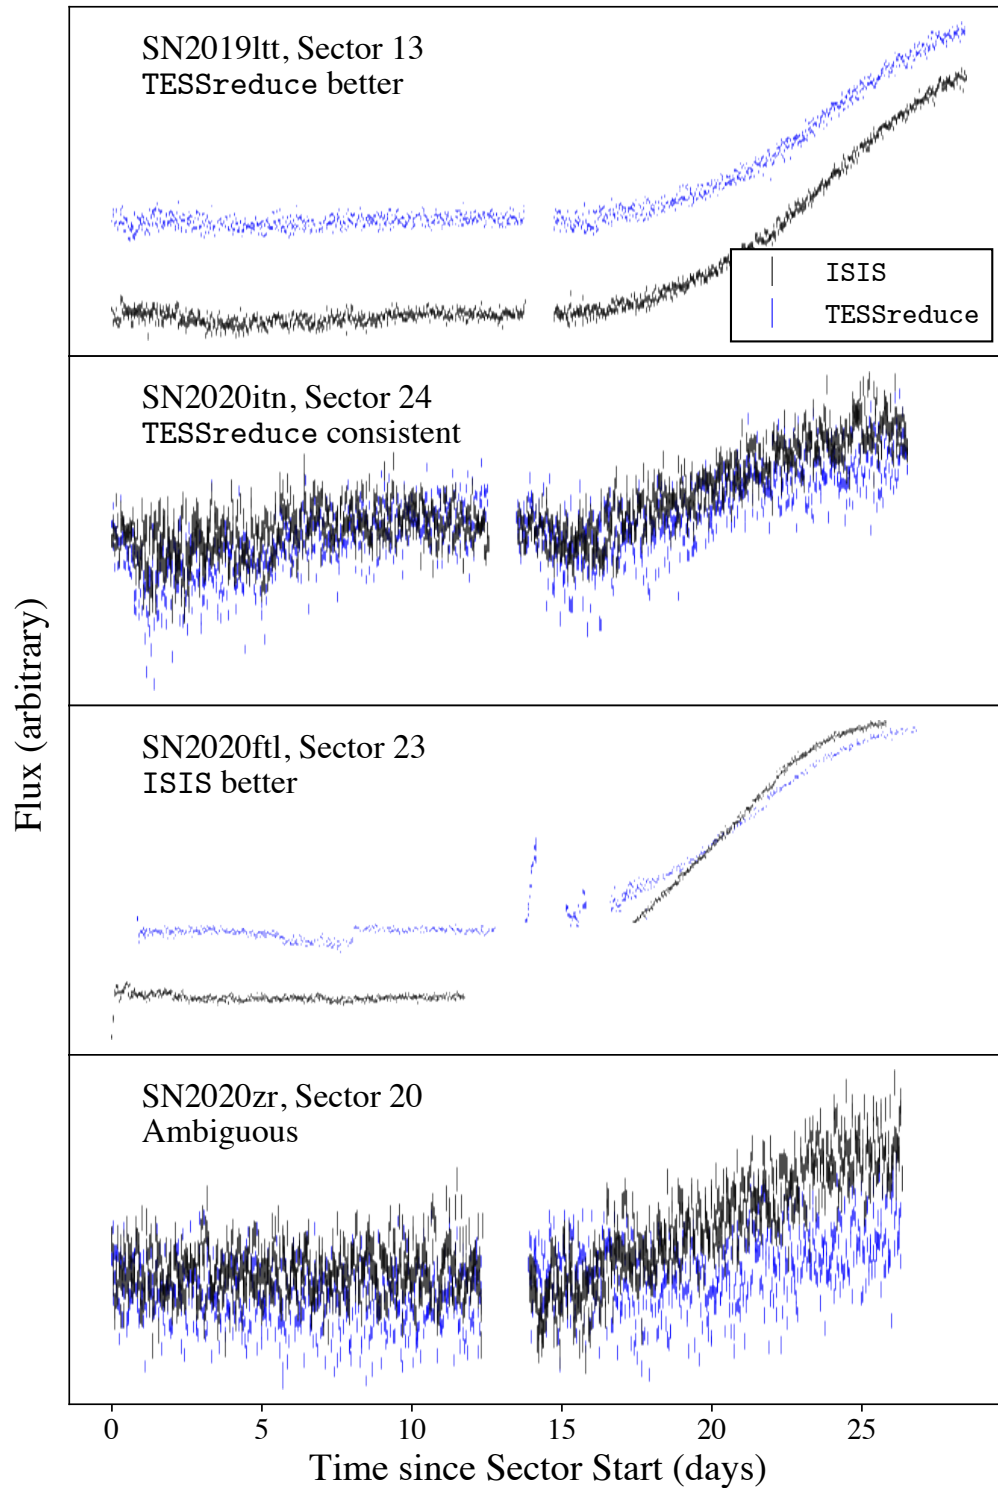 SN2019ltt, Sector 13
TESSreduce better
ISIS
TESSreduce
SN2020itn, Sector 24
TESSreduce consistent
SN2020ftl, Sector 23
ISIS better
SN2020zr, Sector 20
Ambiguous
Flux (arbitrary)
0 5 10 15 20 25
Time since Sector Start (days)